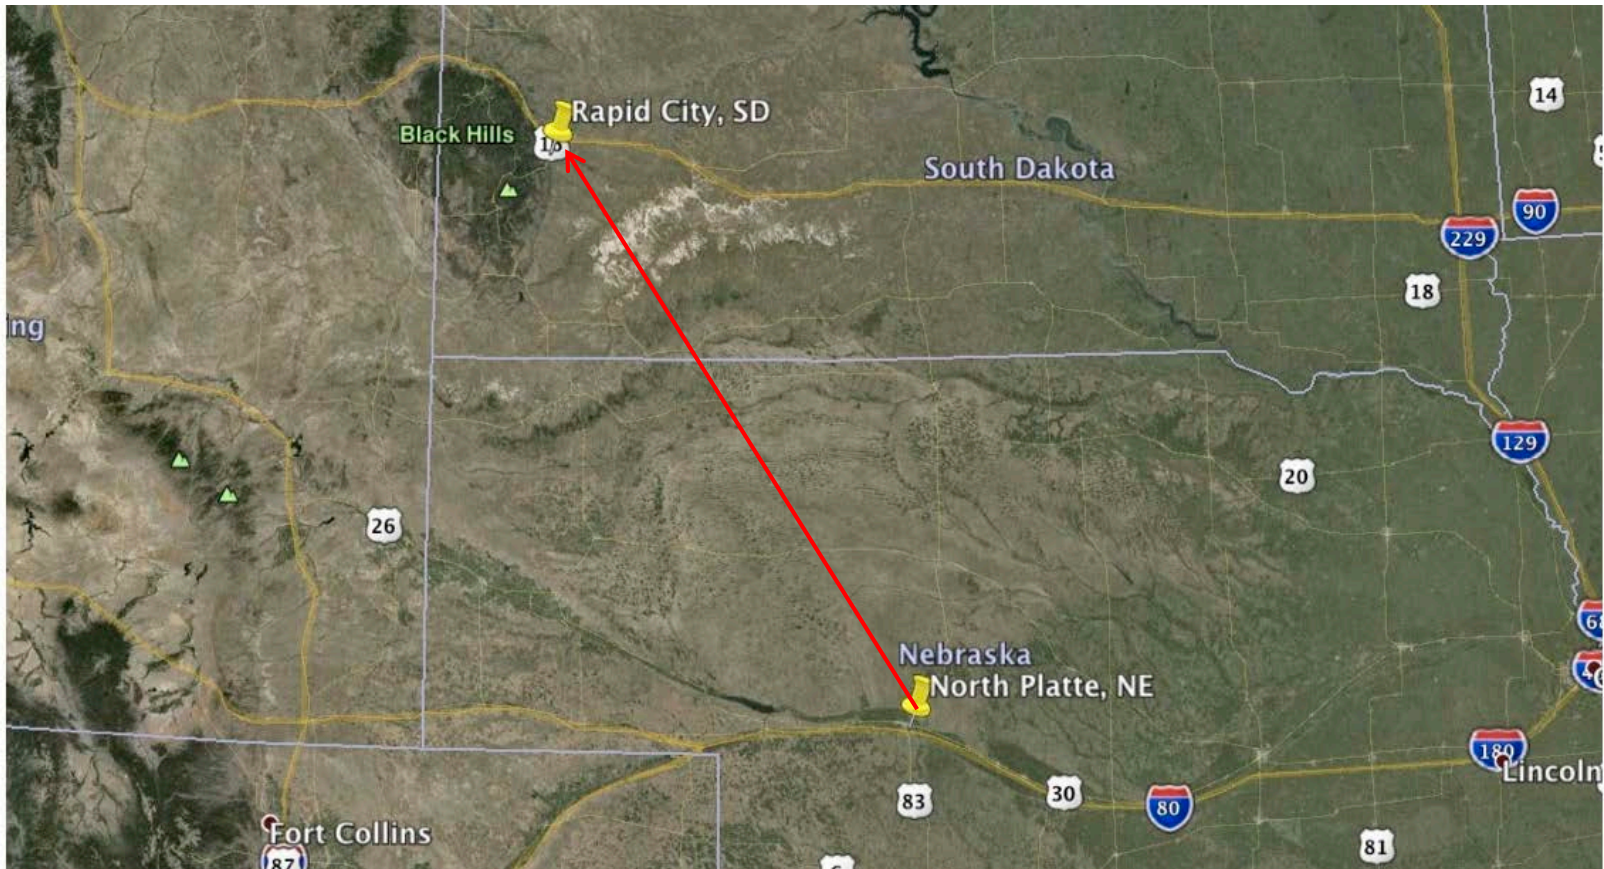 14
Rapid City, SD
Black Hills
South Dakota
90
229
18
ing
129
20
26
Nebraska
North Platte, NE
180
Lincoln
83
30
80
Fort Collins
81
87